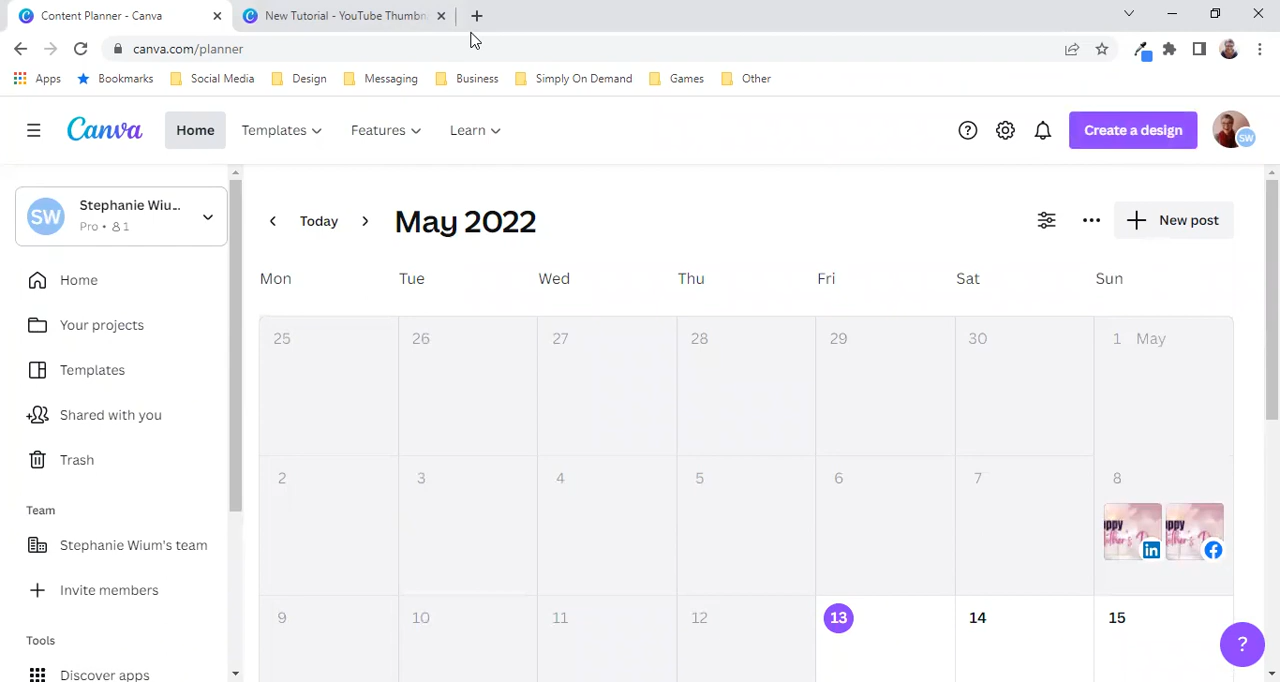 Content Planner - Canva
New Tutorial - YouTube Thumbn
canva.com/planner
Apps
Bookmarks
Social Media
Design
Messaging
Business
Simply On Demand
Games
Other
Canva
Home
Templates
Features
Learn
?
Create a design
SW
SW
Stephanie Wiu...
Pro • 1
Home
Your projects
Templates
Shared with you
Trash
Team
Stephanie Wium's team
Invite members
Tools
Discover apps
Today
May 2022
New post
Mon Tue Wed Thu Fri Sat Sun
25 26 27 28 29 30 1 May
2 3 4 5 6 7 8
in
f
9 10 11 12 13 14 15
?